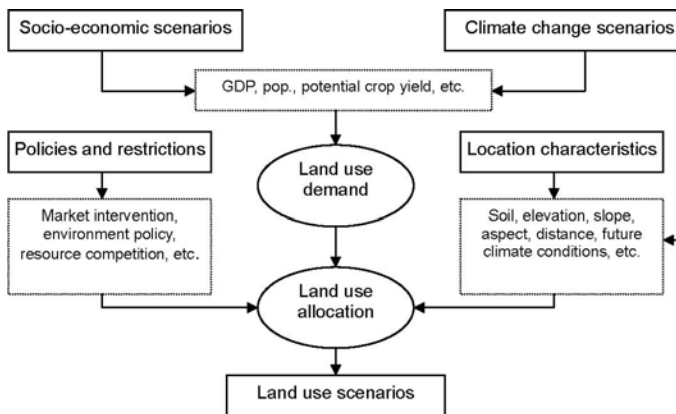 Socio-economic scenarios
Climate change scenarios
GDP, pop., potential crop yield, etc.
Policies and restrictions
Location characteristics
Land use
demand
Market intervention,
environment policy,
resource competition, etc.
Soil, elevation, slope,
aspect, distance, future
climate conditions, etc.
Land use
allocation
Land use scenarios